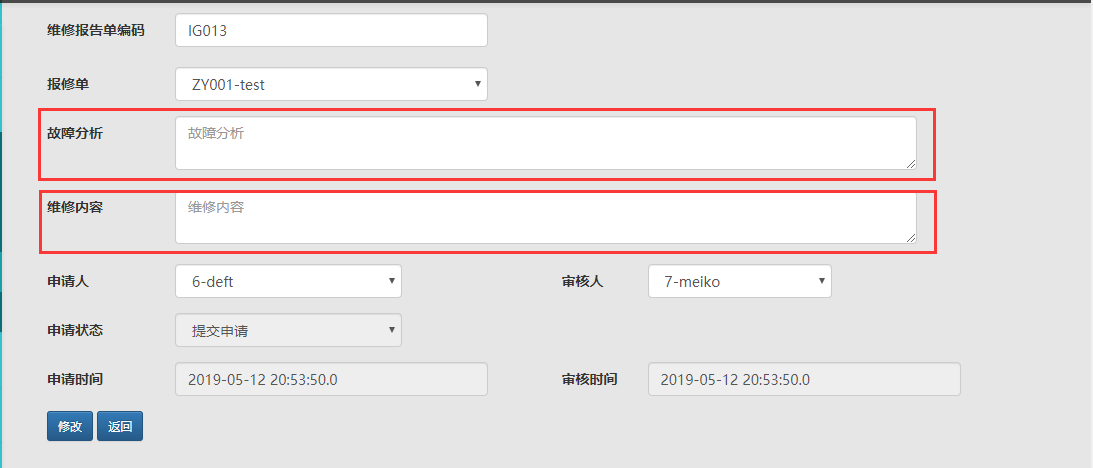 维修报告单编码 IG013
报修单 ZY001-test
故障分析 故障分析
维修内容 维修内容
申请人 6-deft 审核人 7-meiko
申请状态 提交申请
申请时间 2019-05-12 20:53:50.0 审核时间 2019-05-12 20:53:50.0
修改 返回